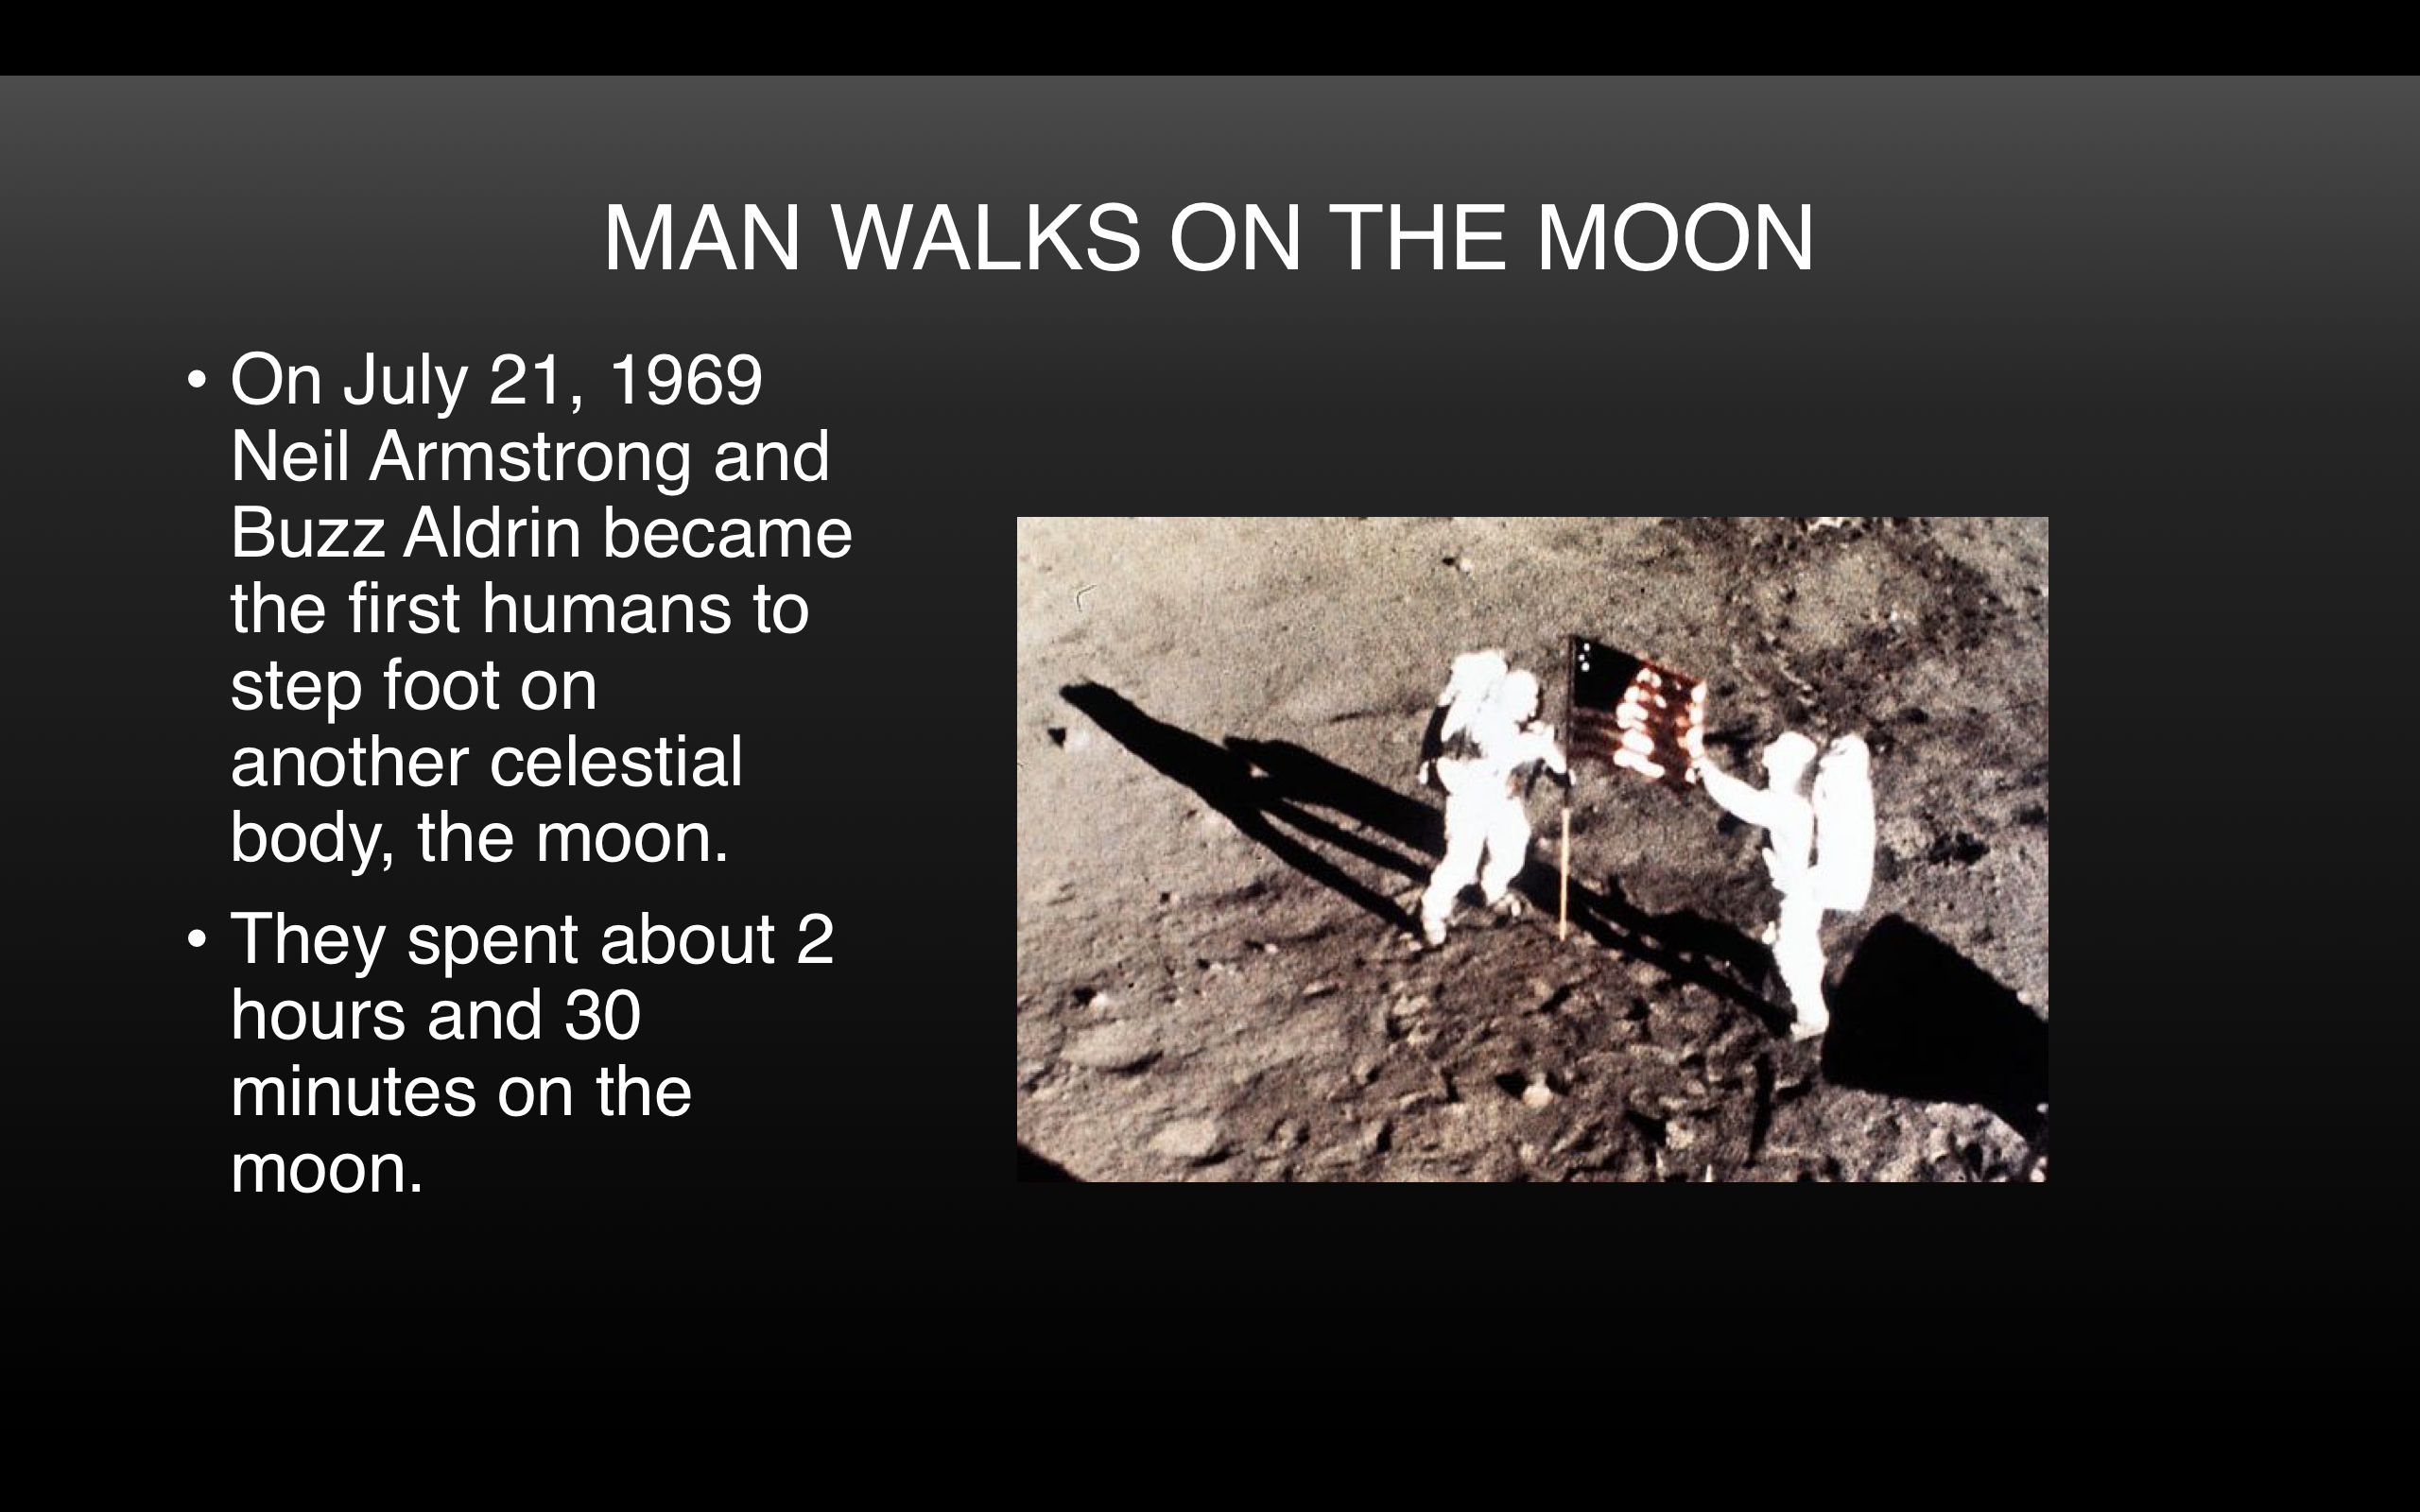 MAN WALKS ON THE MOON
• On July 21, 1969
Neil Armstrong and
Buzz Aldrin became
the first humans to
step foot on
another celestial
body, the moon.
• They spent about 2
hours and 30
minutes on the
moon.